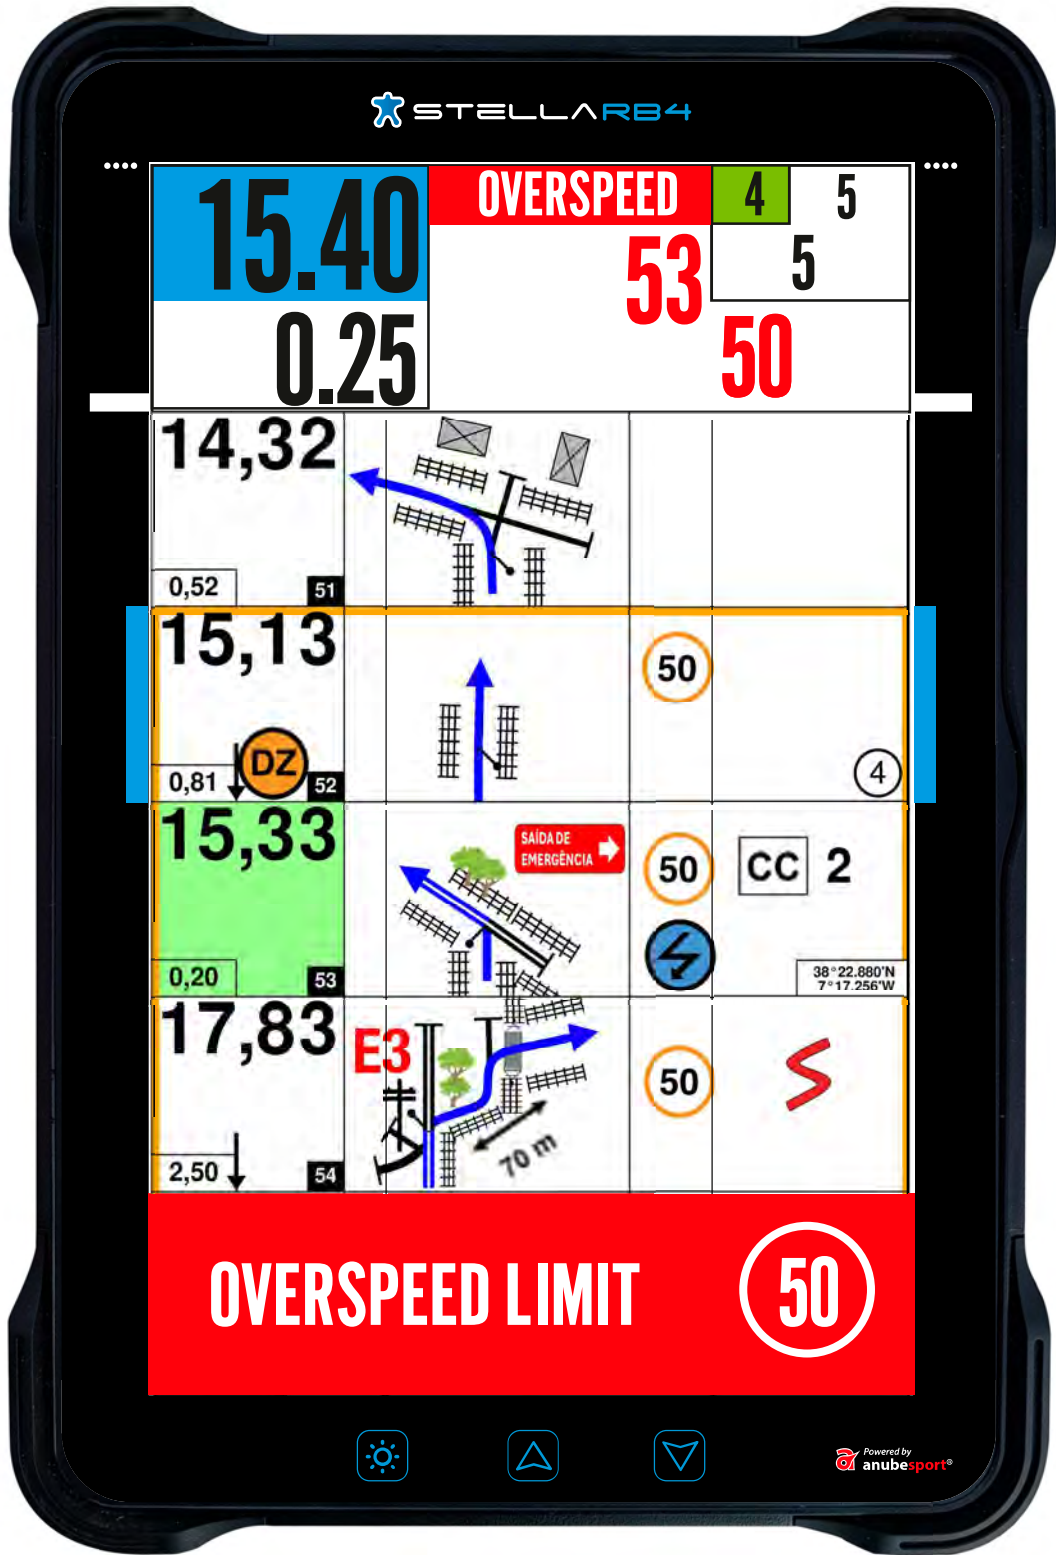 STELLARB4
15.40
OVERSPEED
4
5
5
53
0.25
50
14,32
0,52
51
15,13
50
DZ
0,81
52
4
15,33
SAÍDA DE
EMERGÊNCIA
50
CC 2
0,20
53
38°22.880'N
7°17.256'W
17,83
E3
50
70 m
2,50
54
OVERSPEED LIMIT
50
Powered by
anubesport®